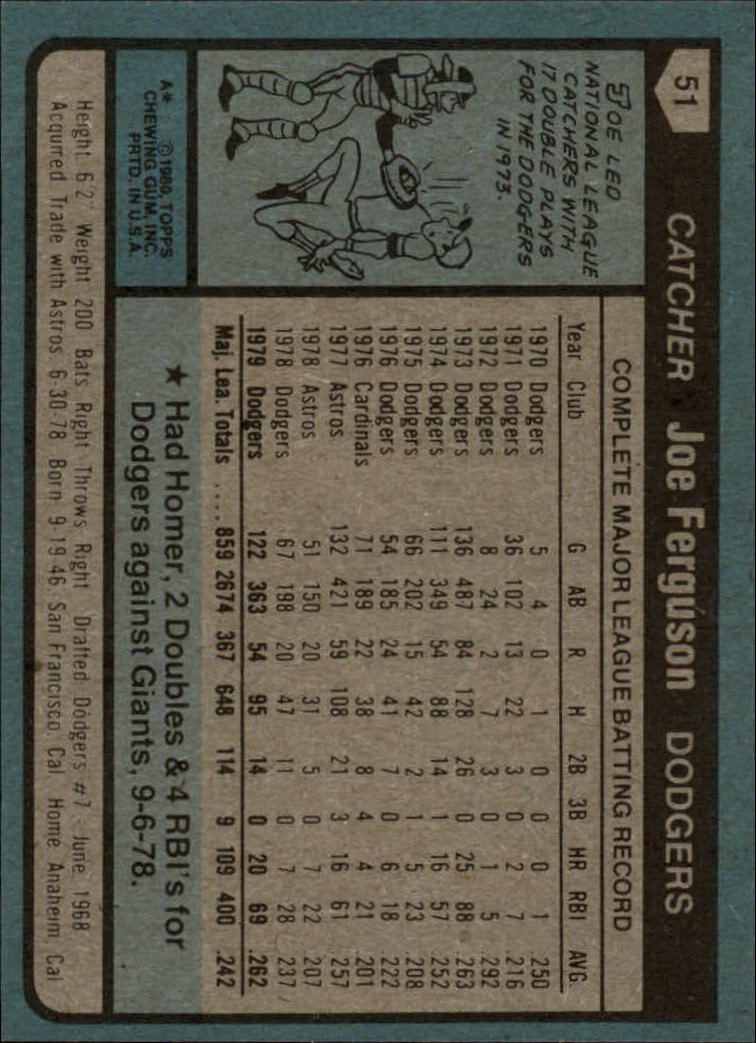 51
CATCHER Joe Ferguson DODGERS
JOE LED
NATIONAL LEAGUE
CATCHERS WITH
17 DOUBLE PLAYS
FOR THE DODGERS
IN 1973.
A* ©1980, TOPPS
CHEWING GUM, INC.
PRTD. IN U.S.A.
COMPLETE MAJOR LEAGUE BATTING RECORD
Year Club G AB R H 2B 3B HR RBI AVG.
1970 Dodgers 5 4 0 1 0 0 0 1 .250
1971 Dodgers 36 102 13 22 3 0 2 7 .216
1972 Dodgers 8 24 2 7 3 0 1 5 .292
1973 Dodgers 136 487 84 128 26 0 25 88 .263
1974 Dodgers 111 349 54 88 14 1 16 57 .252
1975 Dodgers 66 202 15 42 2 1 5 23 .208
1976 Dodgers 54 185 24 41 7 0 6 18 .222
1976 Cardinals 71 189 22 38 8 4 4 21 .201
1977 Astros 132 421 59 108 21 3 16 61 .257
1978 Astros 51 150 20 31 5 0 7 22 .207
1978 Dodgers 67 198 20 47 11 0 7 28 .237
1979 Dodgers 122 363 54 95 14 0 20 69 .262
Maj. Lea. Totals .... 859 2674 367 648 114 9 109 400 .242
★ Had Homer, 2 Doubles & 4 RBI's for
Dodgers against Giants, 9-6-78.
Height 6'2" Weight 200 Bats Right Throws Right Drafted Dodgers #7 - June, 1968
Acquired Trade with Astros 6-30-78 Born 9-19-46, San Francisco, Cal Home Anaheim, Cal